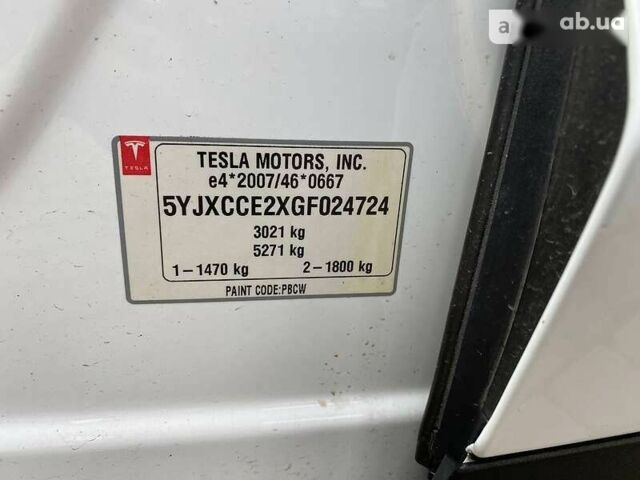 ab.ua
TESLA
TESLA MOTORS, INC.
e4*2007/46*0667
5YJXCCE2XGF024724
3021 kg
5271 kg
1-1470 kg 2-1800 kg
PAINT CODE:PBCW